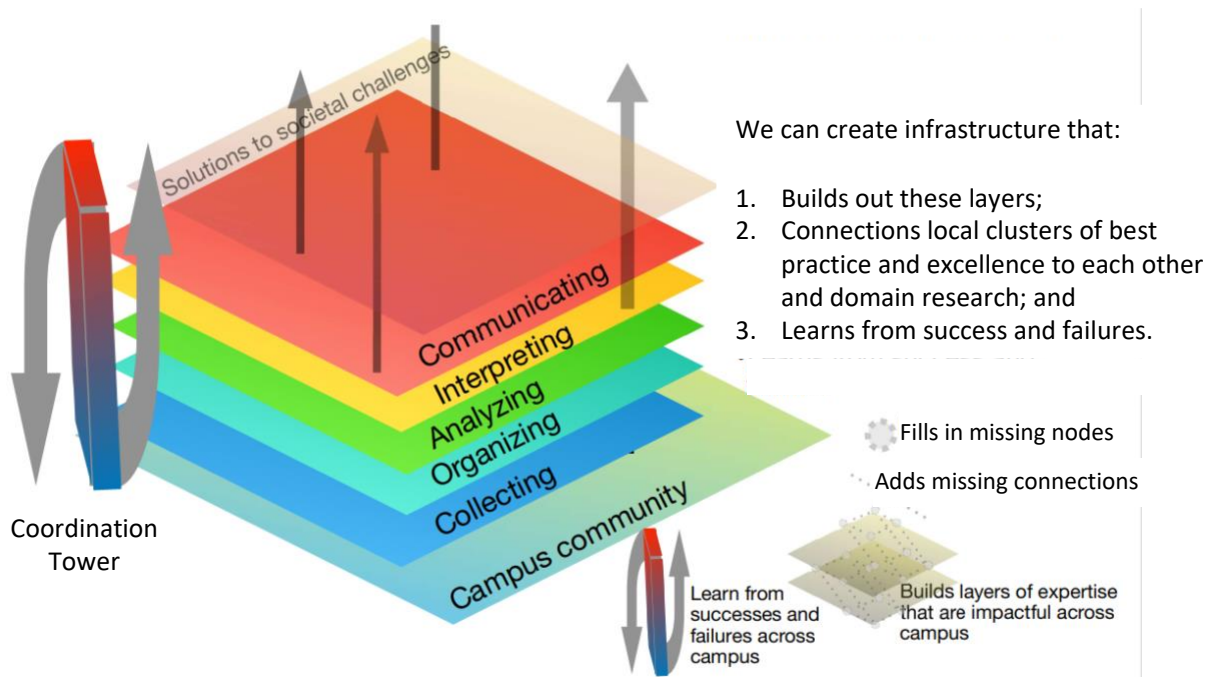 Solutions to societal challenges
Communicating
Interpreting
Analyzing
Organizing
Collecting
Campus community
Coordination
Tower
We can create infrastructure that:
1. Builds out these layers;
2. Connections local clusters of best
practice and excellence to each other
and domain research; and
3. Learns from success and failures.
Fills in missing nodes
Adds missing connections
Learn from
successes and
failures across
campus
Builds layers of expertise
that are impactful across
campus